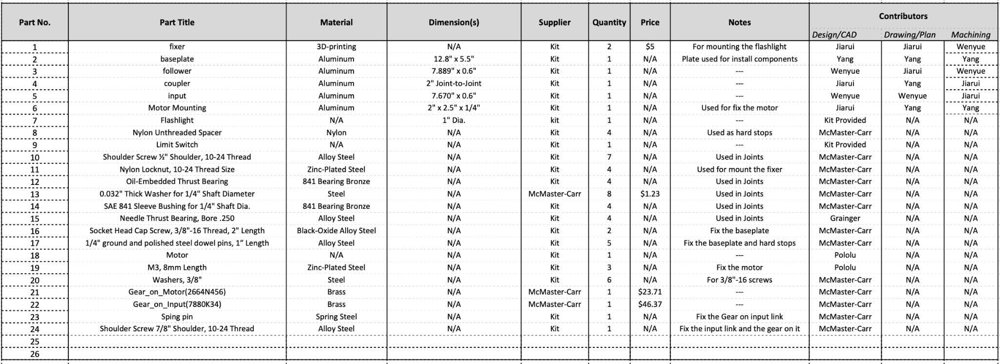 Part No. Part Title Material Dimension(s) Supplier Quantity Price Notes Contributors
Design/CAD Drawing/Plan Machining
1 fixer 3D-printing N/A Kit 2 $5 For mounting the flashlight Jiarui Jiarui Wenyue
2 baseplate Aluminum 12.8" x 5.5" Kit 1 N/A Plate used for install components Yang Yang Yang
3 follower Aluminum 7.889" x 0.6" Kit 1 N/A --- Wenyue Jiarui Wenyue
4 coupler Aluminum 2" Joint-to-Joint Kit 1 N/A --- Jiarui Yang Jiarui
5 input Aluminum 7.670" x 0.6" Kit 1 N/A --- Wenyue Wenyue Jiarui
6 Motor Mounting Aluminum 2" x 2.5" x 1/4" Kit 1 N/A Used for fix the motor Jiarui Yang Yang
7 Flashlight N/A 1" Dia. kit 1 N/A --- Kit Provided N/A N/A
8 Nylon Unthreaded Spacer Nylon N/A Kit 4 N/A Used as hard stops McMaster-Carr N/A N/A
9 Limit Switch N/A N/A Kit 1 N/A --- Kit Provided N/A N/A
10 Shoulder Screw ½" Shoulder, 10-24 Thread Alloy Steel N/A Kit 7 N/A Used in Joints McMaster-Carr N/A N/A
11 Nylon Locknut, 10-24 Thread Size Zinc-Plated Steel N/A Kit 4 N/A Used for mount the fixer McMaster-Carr N/A N/A
12 Oil-Embedded Thrust Bearing 841 Bearing Bronze N/A Kit 4 N/A Used in Joints McMaster-Carr N/A N/A
13 0.032" Thick Washer for 1/4" Shaft Diameter Steel N/A McMaster-Carr 8 $1.23 Used in Joints McMaster-Carr N/A N/A
14 SAE 841 Sleeve Bushing for 1/4" Shaft Dia. 841 Bearing Bronze N/A Kit 4 N/A Used in Joints McMaster-Carr N/A N/A
15 Needle Thrust Bearing, Bore .250 Alloy Steel N/A Kit 4 N/A Used in Joints Grainger N/A N/A
16 Socket Head Cap Screw, 3/8"-16 Thread, 2" Length Black-Oxide Alloy Steel N/A Kit 2 N/A Fix the baseplate McMaster-Carr N/A N/A
17 1/4" ground and polished steel dowel pins, 1” Length Alloy Steel N/A Kit 5 N/A Fix the baseplate and hard stops McMaster-Carr N/A N/A
18 Motor N/A N/A Kit 1 N/A --- Pololu N/A N/A
19 M3, 8mm Length Zinc-Plated Steel N/A Kit 3 N/A Fix the motor Pololu N/A N/A
20 Washers, 3/8" Steel N/A Kit 6 N/A For 3/8"-16 screws McMaster-Carr N/A N/A
21 Gear_on_Motor(2664N456) Brass N/A McMaster-Carr 1 $23.71 --- McMaster-Carr N/A N/A
22 Gear_on_Input(7880K34) Brass N/A McMaster-Carr 1 $46.37 --- McMaster-Carr N/A N/A
23 Sping pin Spring Steel N/A Kit 1 N/A Fix the Gear on input link McMaster-Carr N/A N/A
24 Shoulder Screw 7/8" Shoulder, 10-24 Thread Alloy Steel N/A Kit 1 N/A Fix the input link and the gear on it McMaster-Carr N/A N/A
25
26